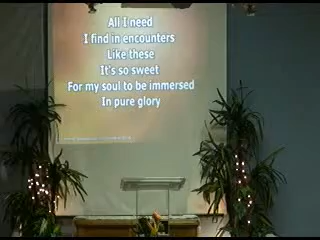 All I need
I find in encounters
Like these
It's so sweet
For my soul to be immersed
In pure glory